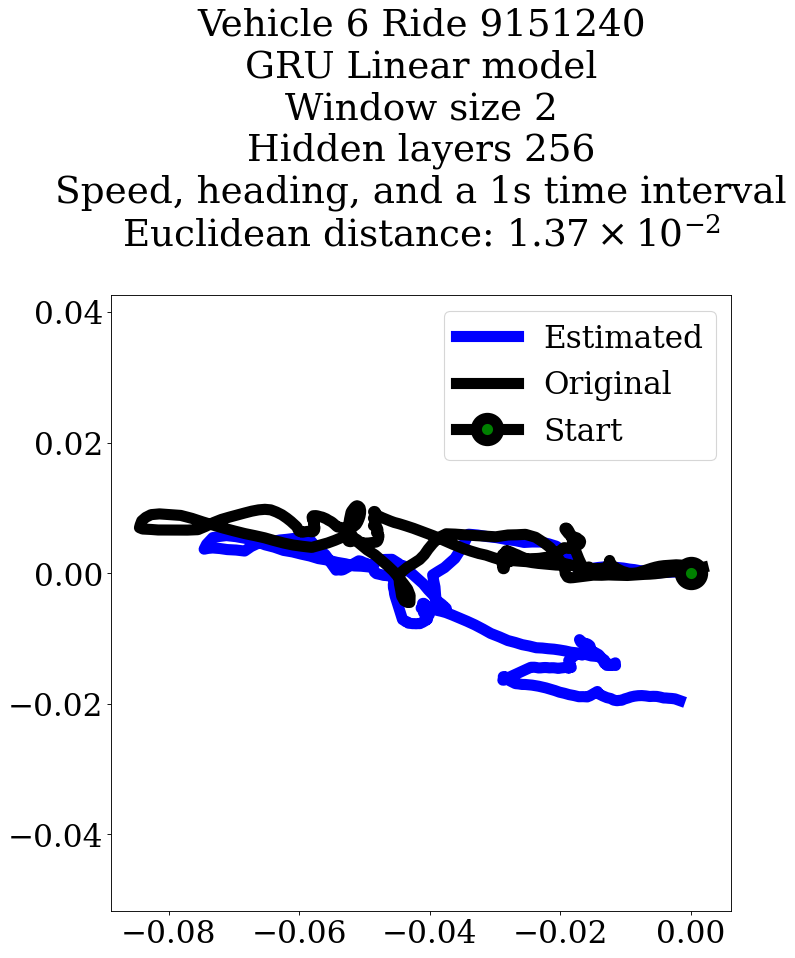 Vehicle 6 Ride 9151240
GRU Linear model
Window size 2
Hidden layers 256
Speed, heading, and a 1s time interval
Euclidean distance: 1.37 × 10⁻²
Estimated
Original
Start
0.04
0.02
0.00
−0.02
−0.04
−0.08 −0.06 −0.04 −0.02 0.00